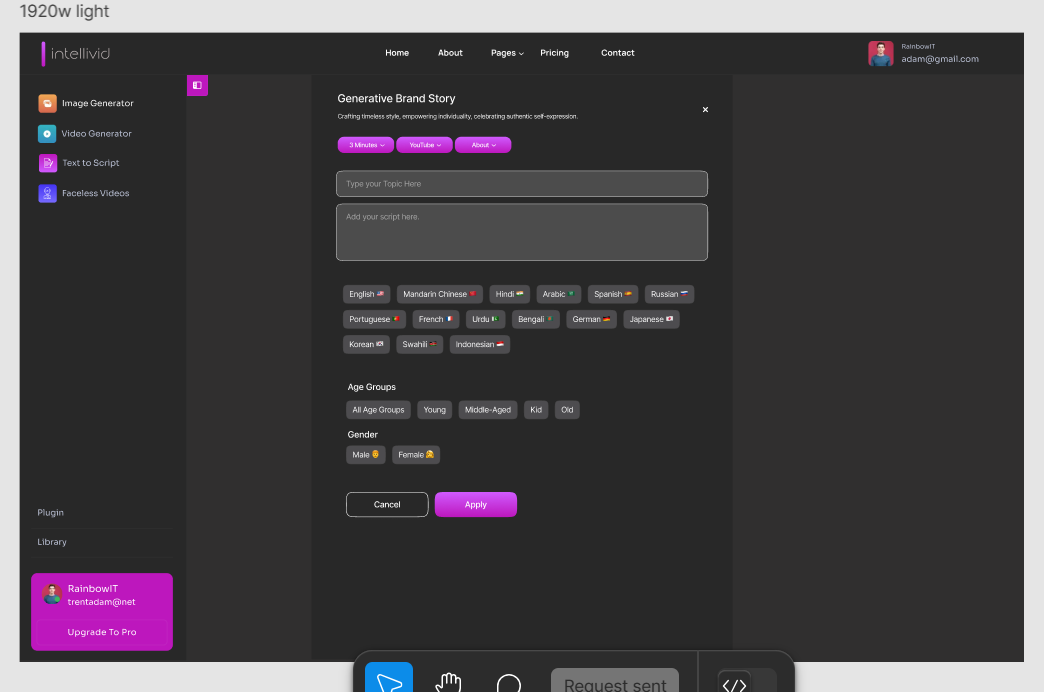 1920w light
intellivid
Home About Pages Pricing Contact
RainbowIT
adam@gmail.com
Image Generator
Video Generator
Text to Script
Faceless Videos
Generative Brand Story
Crafting timeless style, empowering individuality, celebrating authentic self-expression.
3 Minutes YouTube About
Type your Topic Here
Add your script here.
English Mandarin Chinese Hindi Arabic Spanish Russian
Portuguese French Urdu Bengali German Japanese
Korean Swahili Indonesian
Age Groups
All Age Groups Young Middle-Aged Kid Old
Gender
Male Female
Cancel Apply
Plugin
Library
RainbowIT
trentadam@net
Upgrade To Pro
Request sent